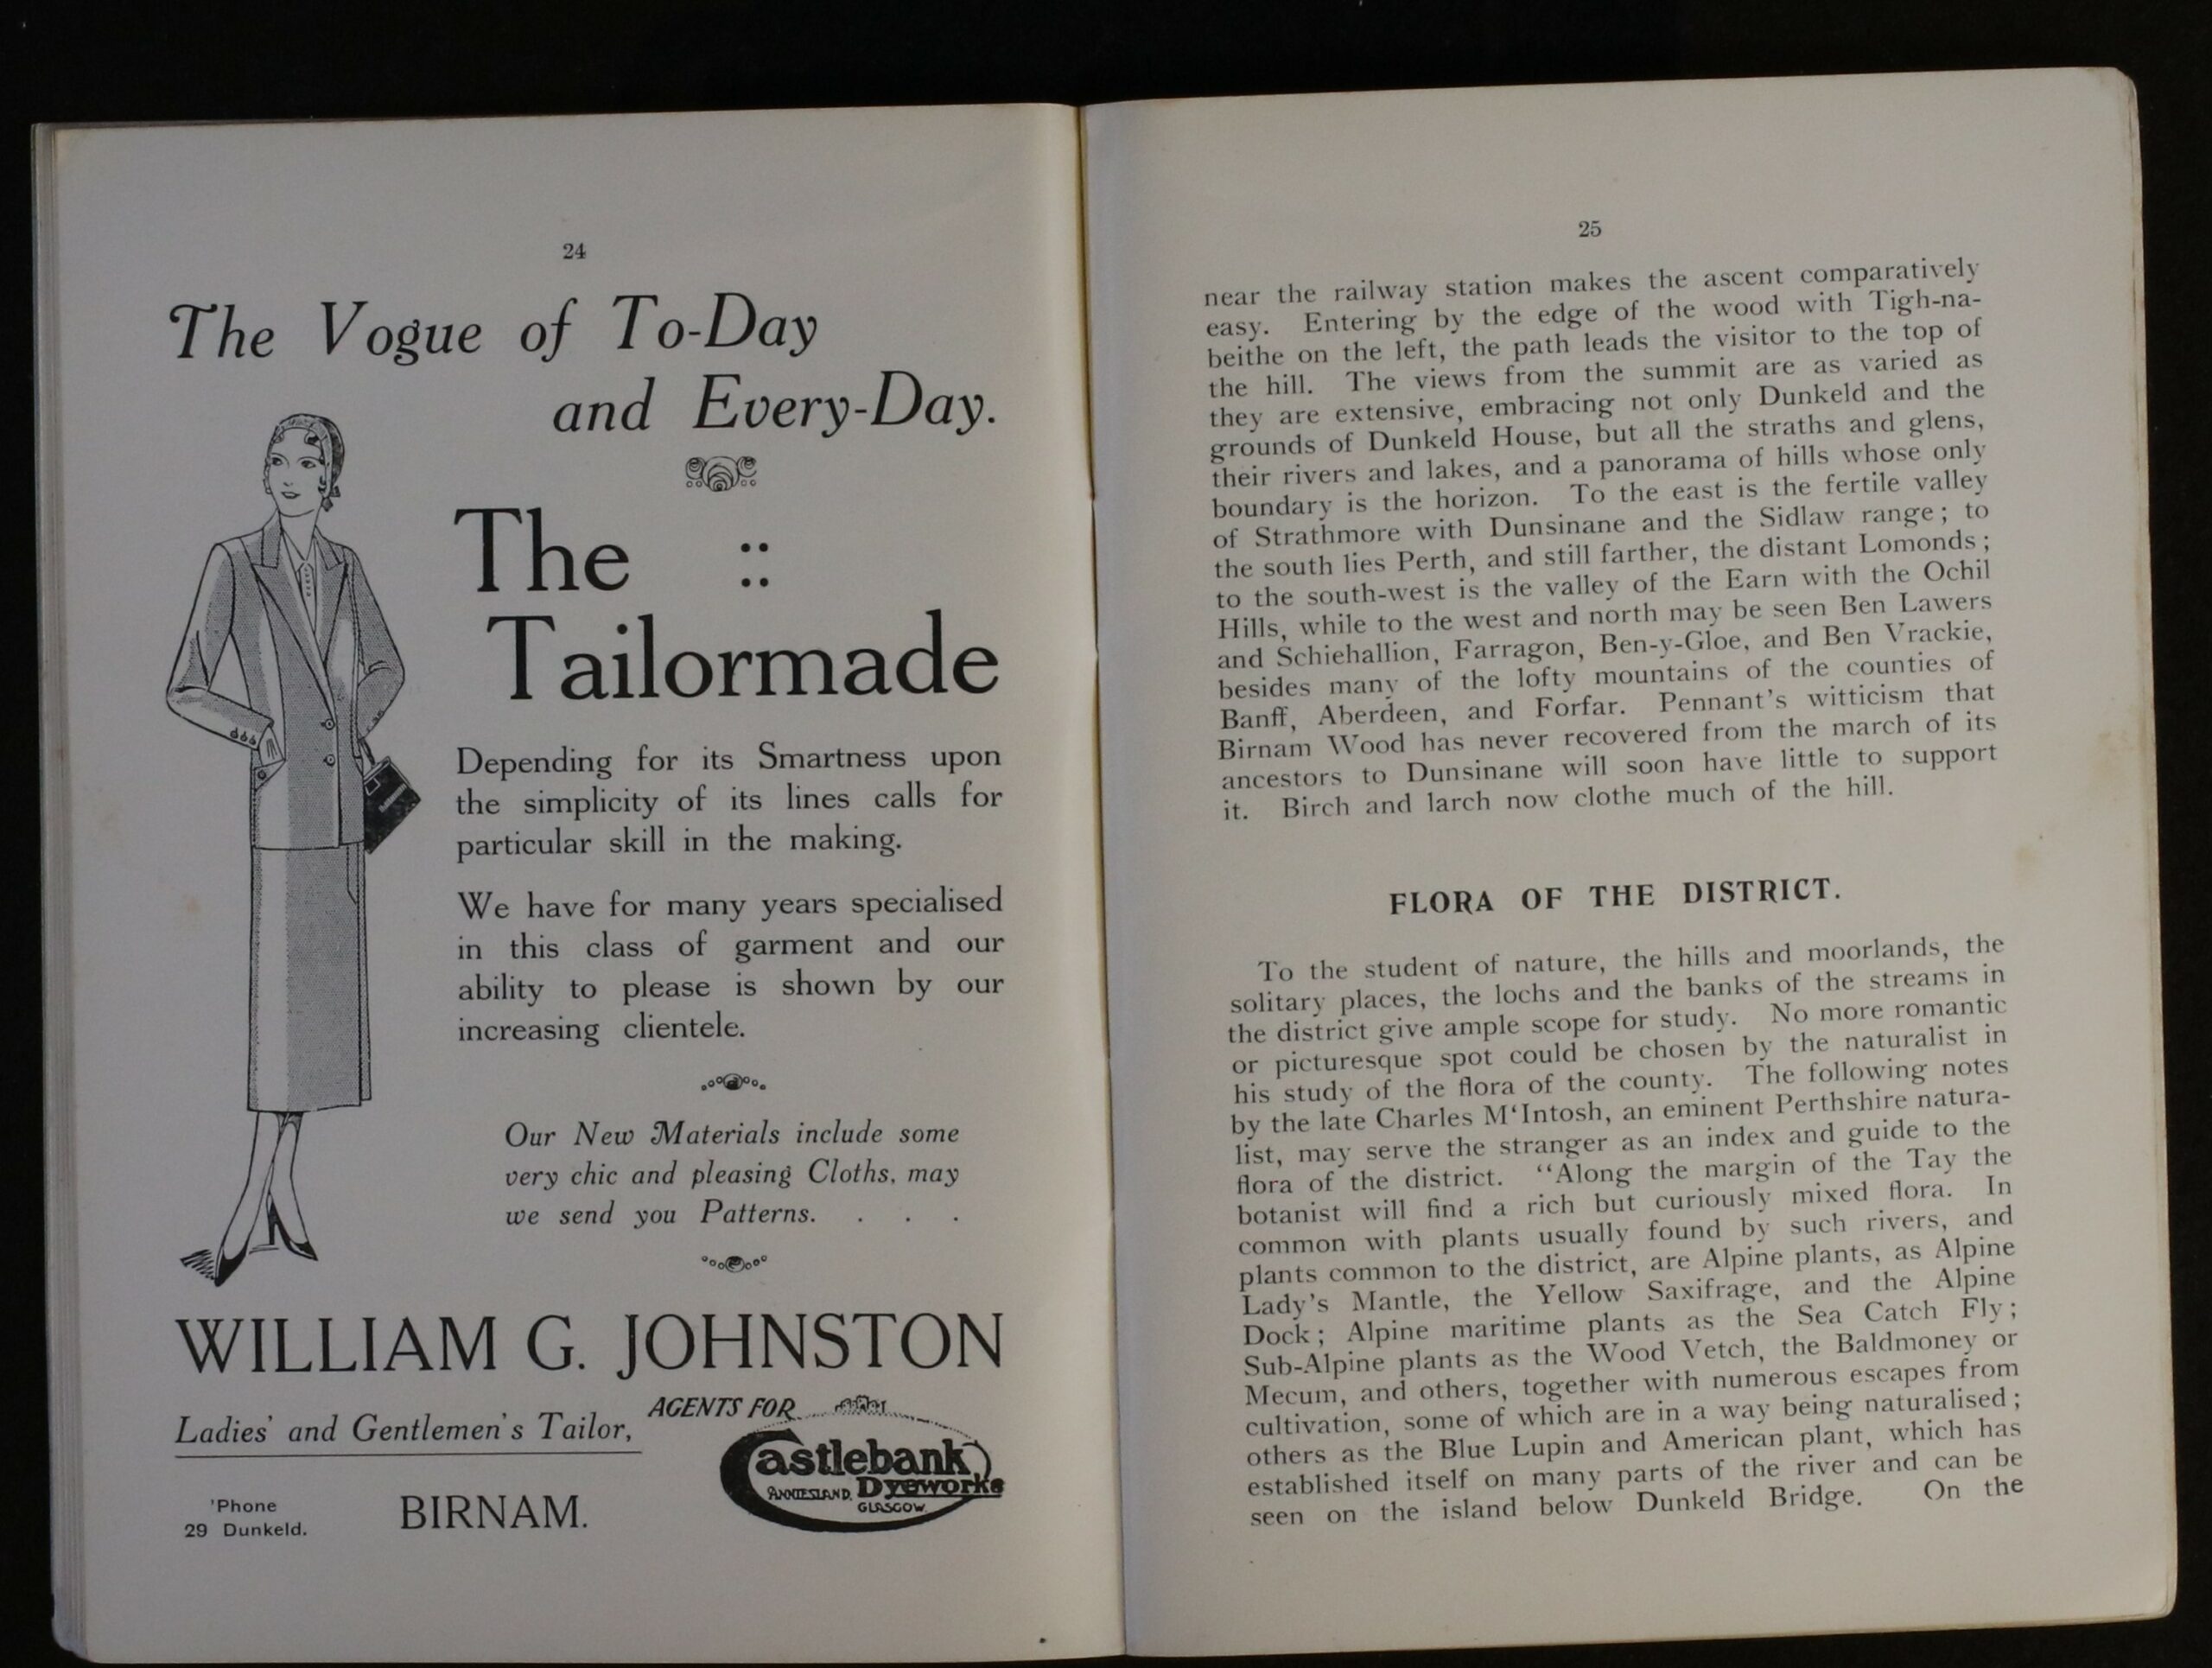 24
The Vogue of To-Day
and Every-Day.
The ::
Tailormade
Depending for its Smartness upon
the simplicity of its lines calls for
particular skill in the making.
We have for many years specialised
in this class of garment and our
ability to please is shown by our
increasing clientele.
Our New Materials include some
very chic and pleasing Cloths, may
we send you Patterns. . . .
WILLIAM G. JOHNSTON
Ladies' and Gentlemen's Tailor,
'Phone
29 Dunkeld.
BIRNAM.
AGENTS FOR
Castlebank
ANNIESLAND. Dyeworks
GLASGOW.
25
near the railway station makes the ascent comparatively
easy. Entering by the edge of the wood with Tigh-na-
beithe on the left, the path leads the visitor to the top of
the hill. The views from the summit are as varied as
they are extensive, embracing not only Dunkeld and the
grounds of Dunkeld House, but all the straths and glens,
their rivers and lakes, and a panorama of hills whose only
boundary is the horizon. To the east is the fertile valley
of Strathmore with Dunsinane and the Sidlaw range; to
the south lies Perth, and still farther, the distant Lomonds;
to the south-west is the valley of the Earn with the Ochil
Hills, while to the west and north may be seen Ben Lawers
and Schiehallion, Farragon, Ben-y-Gloe, and Ben Vrackie,
besides many of the lofty mountains of the counties of
Banff, Aberdeen, and Forfar. Pennant's witticism that
Birnam Wood has never recovered from the march of its
ancestors to Dunsinane will soon have little to support
it. Birch and larch now clothe much of the hill.
FLORA OF THE DISTRICT.
To the student of nature, the hills and moorlands, the
solitary places, the lochs and the banks of the streams in
the district give ample scope for study. No more romantic
or picturesque spot could be chosen by the naturalist in
his study of the flora of the county. The following notes
by the late Charles M‘Intosh, an eminent Perthshire natura-
list, may serve the stranger as an index and guide to the
flora of the district. “Along the margin of the Tay the
botanist will find a rich but curiously mixed flora. In
common with plants usually found by such rivers, and
plants common to the district, are Alpine plants, as Alpine
Lady's Mantle, the Yellow Saxifrage, and the Alpine
Dock; Alpine maritime plants as the Sea Catch Fly;
Sub-Alpine plants as the Wood Vetch, the Baldmoney or
Mecum, and others, together with numerous escapes from
cultivation, some of which are in a way being naturalised;
others as the Blue Lupin and American plant, which has
established itself on many parts of the river and can be
seen on the island below Dunkeld Bridge. On the